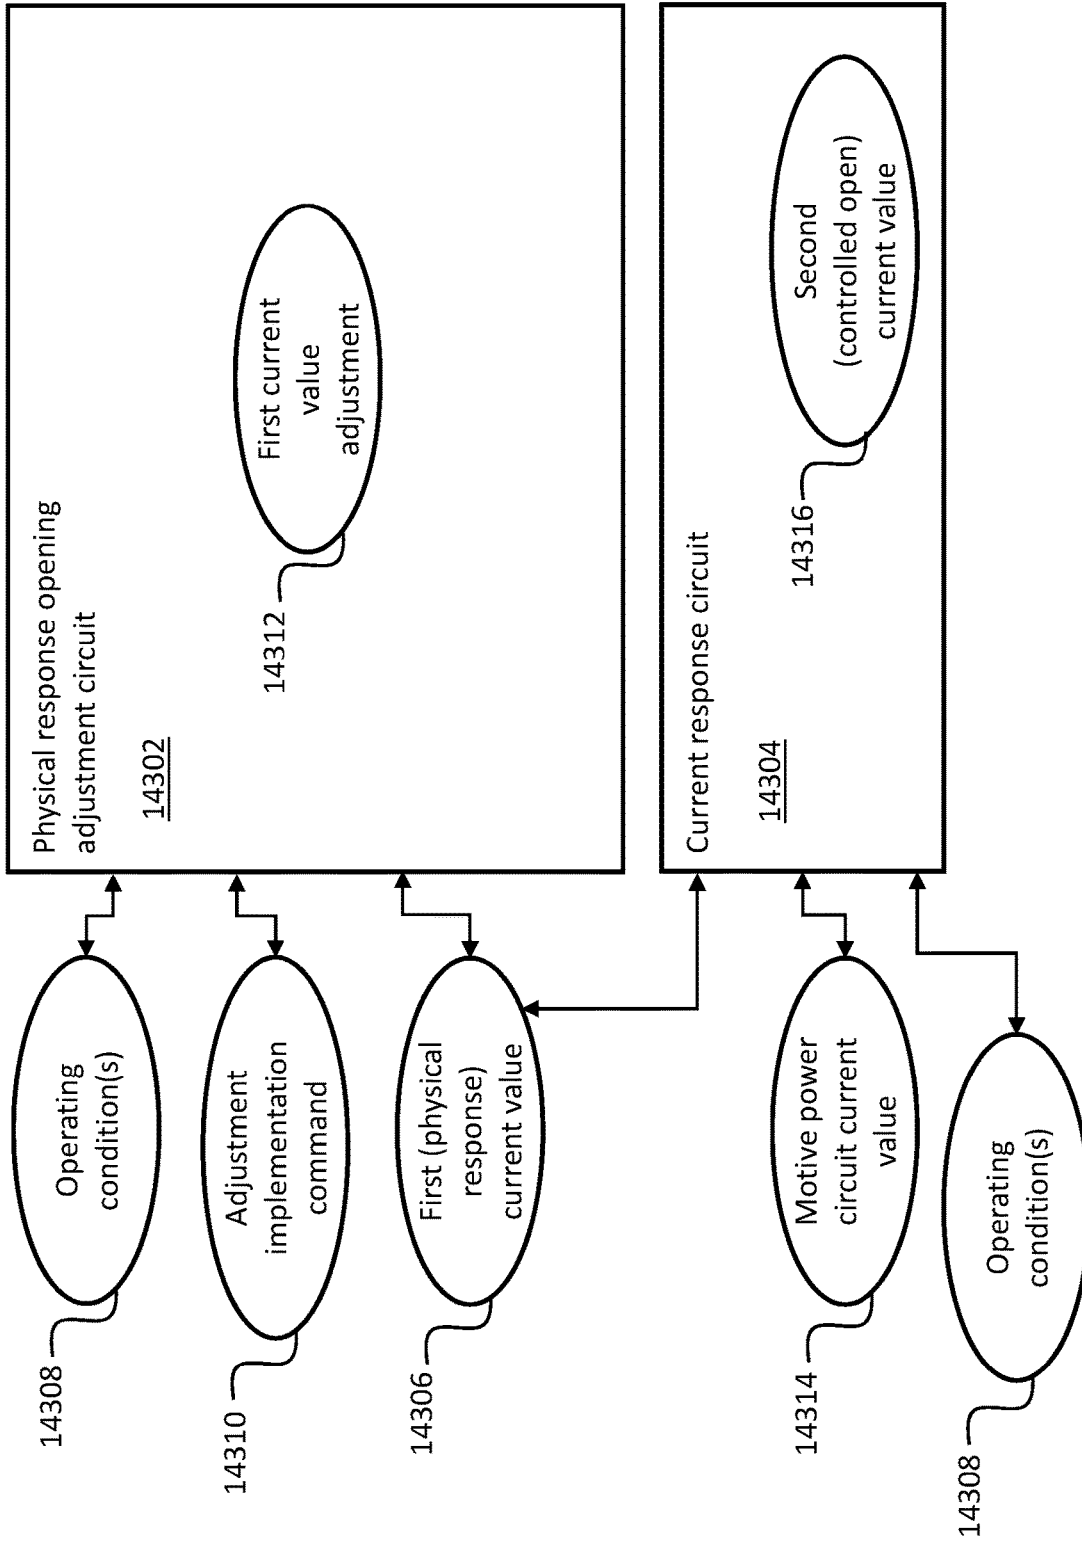 Physical response opening
adjustment circuit
14302
First current
value
adjustment
14312
Operating
condition(s)
14308
Adjustment
implementation
command
14310
First (physical
response)
current value
14306
Current response circuit
14304
Second
(controlled open)
current value
14316
Motive power
circuit current
value
14314
Operating
condition(s)
14308